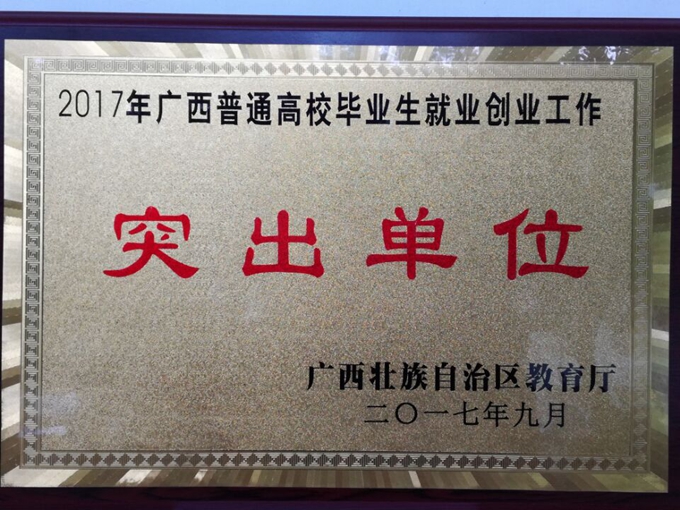 2017年广西普通高校毕业生就业创业工作
突出单位
广西壮族自治区教育厅
二〇一七年九月